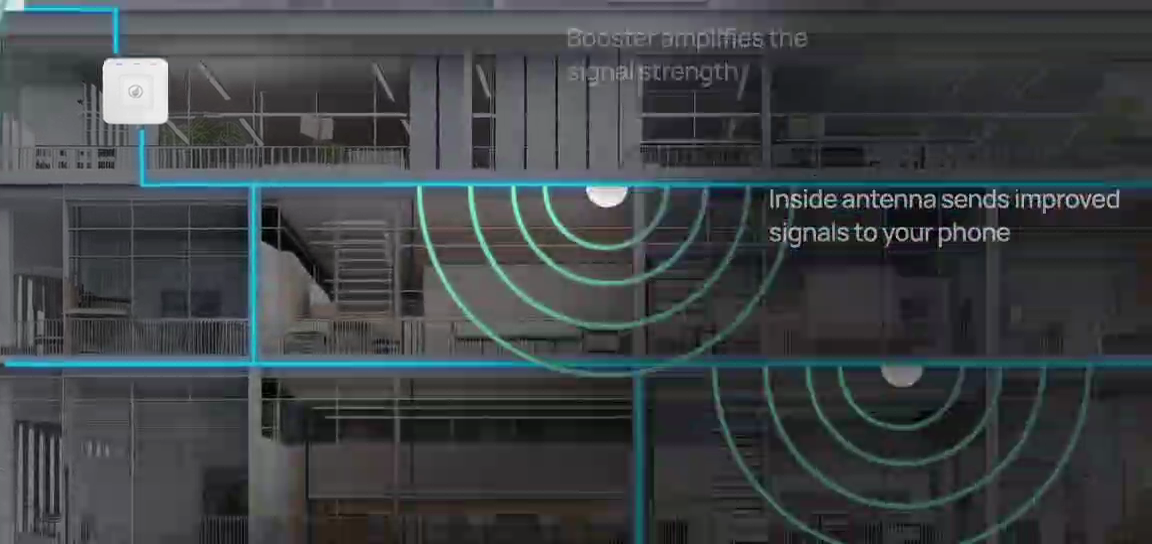 Booster amplifies the
signal strength
Inside antenna sends improved
signals to your phone